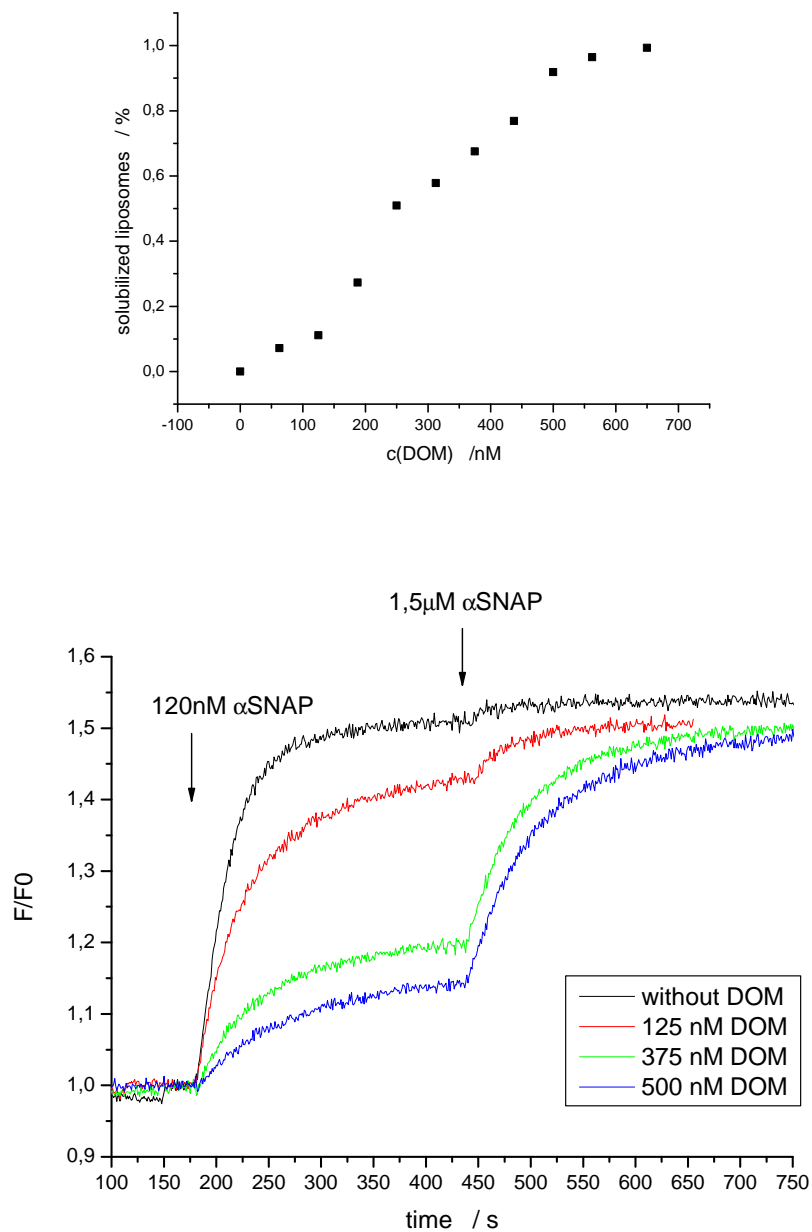 1,0
0,8
0,6
0,4
0,2
0,0
solubilized liposomes / %
-100 0 100 200 300 400 500 600 700
c(DOM) /nM
1,5μM αSNAP
120nM αSNAP
1,6
1,5
1,4
1,3
1,2
1,1
1,0
0,9
F/F0
without DOM
125 nM DOM
375 nM DOM
500 nM DOM
100 150 200 250 300 350 400 450 500 550 600 650 700 750
time / s